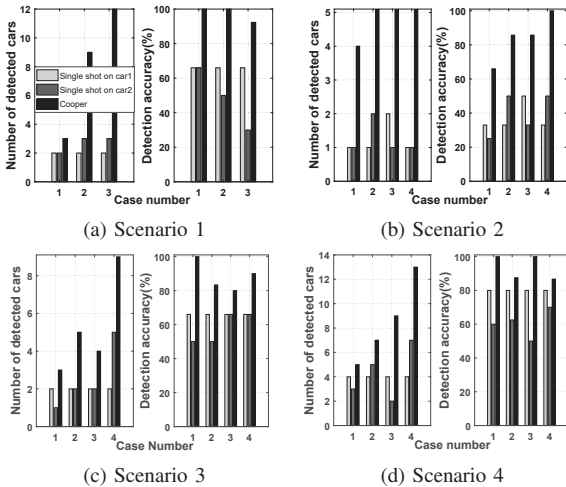 Number of detected cars
12
10
8
6
4
2
0
Single shot on car1
Single shot on car2
Cooper
1 2 3
Detection accuracy(%)
100
80
60
40
20
0
1 2 3
Case number
(a) Scenario 1
Number of detected cars
5
4
3
2
1
0
1 2 3 4
Detection accuracy(%)
100
80
60
40
20
0
1 2 3 4
Case number
(b) Scenario 2
Number of detected cars
8
6
4
2
0
1 2 3 4
Detection accuracy(%)
100
80
60
40
20
0
1 2 3 4
Case Number
(c) Scenario 3
Number of detected cars
14
12
10
8
6
4
2
0
1 2 3 4
Detection accuracy(%)
100
80
60
40
20
0
1 2 3 4
Case number
(d) Scenario 4